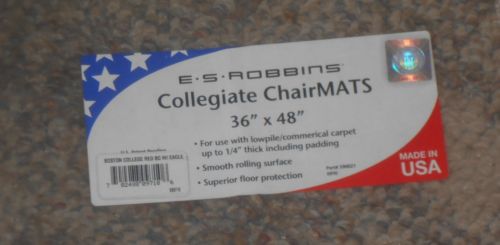 E·S·ROBBINS
Collegiate ChairMATS
36" x 48"
• For use with lowpile/commerical carpet
up to 1/4" thick including padding
• Smooth rolling surface
• Superior floor protection
BOSTON COLLEGE RED BG W/ EAGLE
MADE IN
USA